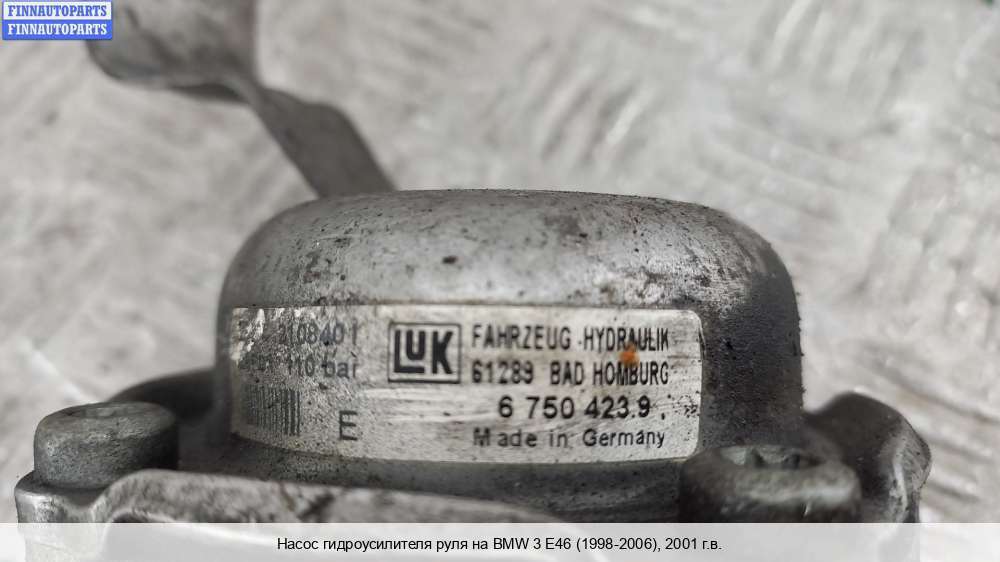 FINNAUTOPARTS
FINNAUTOPARTS
LUK
FAHRZEUG - HYDRAULIK
110 bar
61289 BAD HOMBURG
6 750 423.9
E
Made in Germany
Насос гидроусилителя руля на BMW 3 E46 (1998-2006), 2001 г.в.